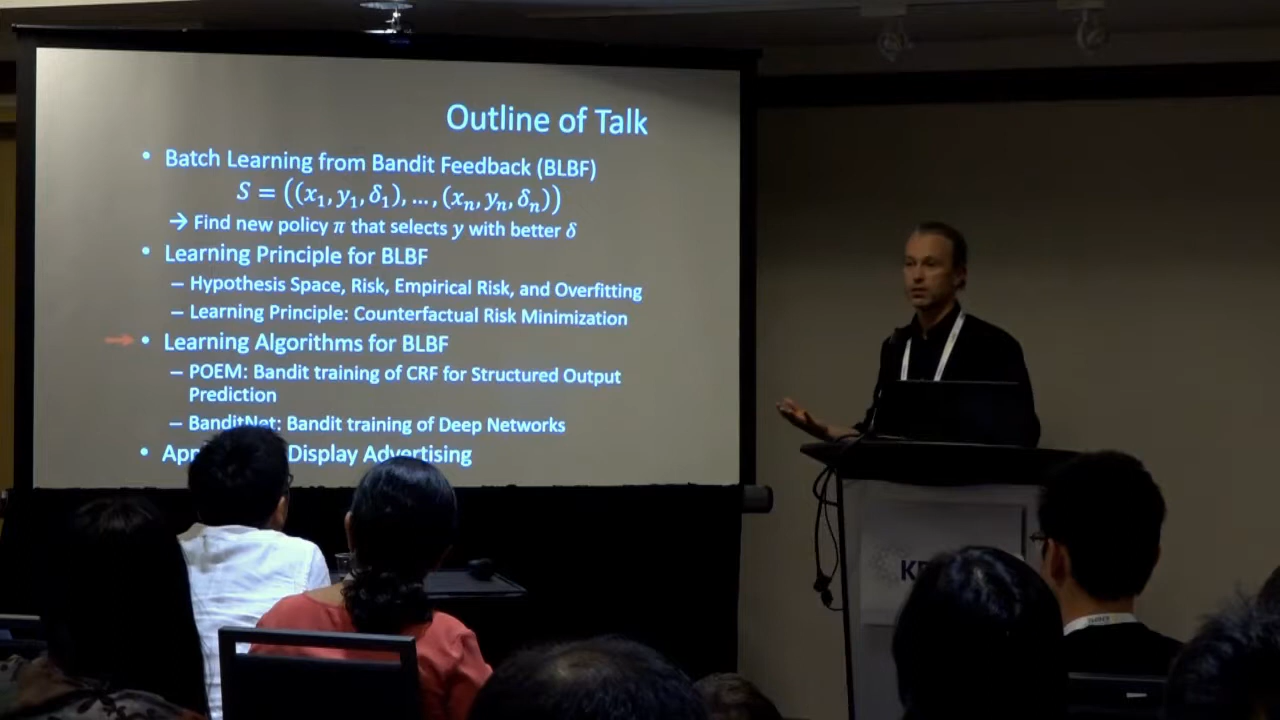 Outline of Talk
• Batch Learning from Bandit Feedback (BLBF)
S = ((x₁, y₁, δ₁), …, (xₙ, yₙ, δₙ))
→ Find new policy π that selects y with better δ
• Learning Principle for BLBF
– Hypothesis Space, Risk, Empirical Risk, and Overfitting
– Learning Principle: Counterfactual Risk Minimization
• Learning Algorithms for BLBF
– POEM: Bandit training of CRF for Structured Output
Prediction
– BanditNet: Bandit training of Deep Networks
• Display Advertising